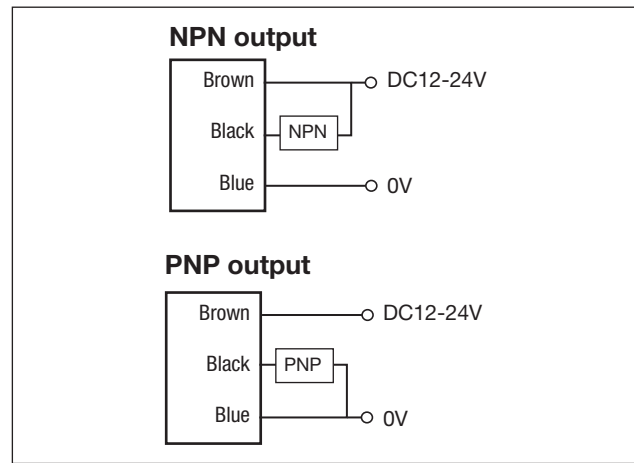 NPN output
Brown
DC12-24V
Black
NPN
Blue
0V
PNP output
Brown
DC12-24V
Black
PNP
Blue
0V